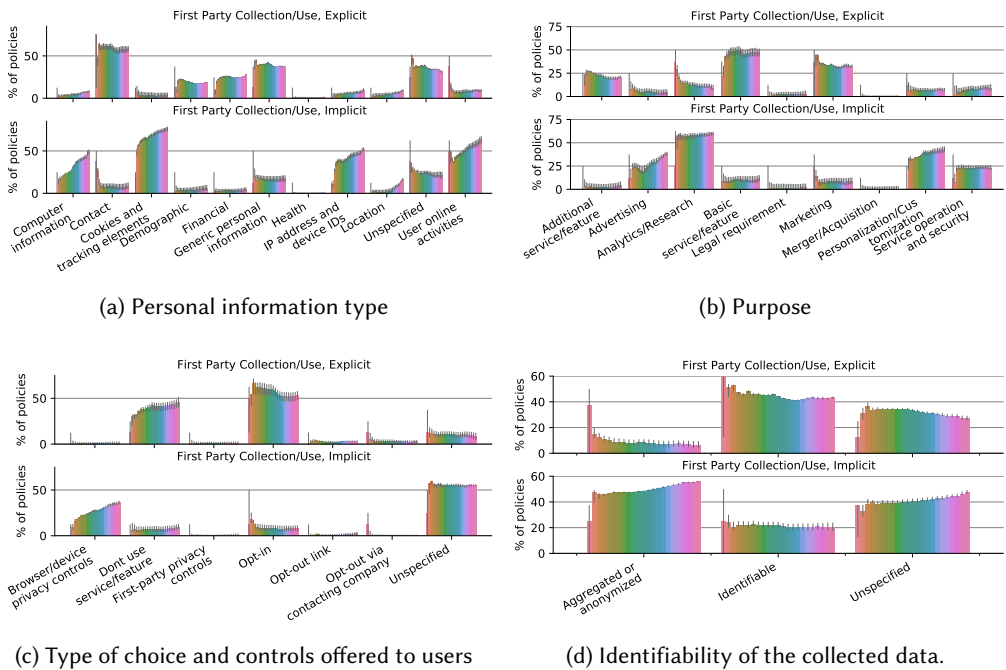 First Party Collection/Use, Explicit
% of policies
50
0
First Party Collection/Use, Implicit
% of policies
50
0
Computer
information
Contact
Cookies and
tracking elements
Demographic
Financial
Generic personal
information
Health
IP address and
device IDs
Location
Unspecified
User online
activities
(a) Personal information type
First Party Collection/Use, Explicit
% of policies
75
50
25
0
First Party Collection/Use, Implicit
% of policies
75
50
25
0
Additional
service/feature
Advertising
Analytics/Research
Basic
service/feature
Legal requirement
Marketing
Merger/Acquisition
Personalization/Cus
tomization
Service operation
and security
(b) Purpose
First Party Collection/Use, Explicit
% of policies
50
0
First Party Collection/Use, Implicit
% of policies
50
0
Browser/device
privacy controls
Dont use
service/feature
First-party privacy
controls
Opt-in
Opt-out link
Opt-out via
contacting company
Unspecified
(c) Type of choice and controls offered to users
First Party Collection/Use, Explicit
% of policies
60
40
20
0
First Party Collection/Use, Implicit
% of policies
60
40
20
0
Aggregated or
anonymized
Identifiable
Unspecified
(d) Identifiability of the collected data.